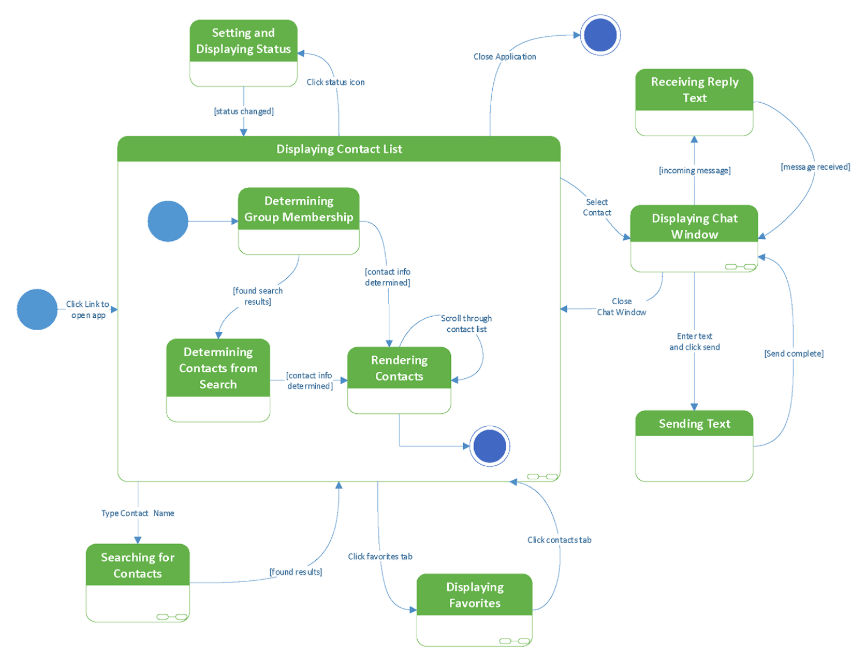 Setting and
Displaying Status
Close Application
Click status icon
[status changed]
Receiving Reply
Text
[incoming message]
[message received]
Displaying Contact List
Determining
Group Membership
Select
Contact
Displaying Chat
Window
[found search
results]
[contact info
determined]
Click Link to
open app
Close
Chat Window
Scroll through
contact list
Enter text
and click send
[Send complete]
Determining
Contacts from
Search
[contact info
determined]
Rendering
Contacts
Sending Text
Type Contact Name
Searching for
Contacts
[found results]
Click favorites tab
Click contacts tab
Displaying
Favorites